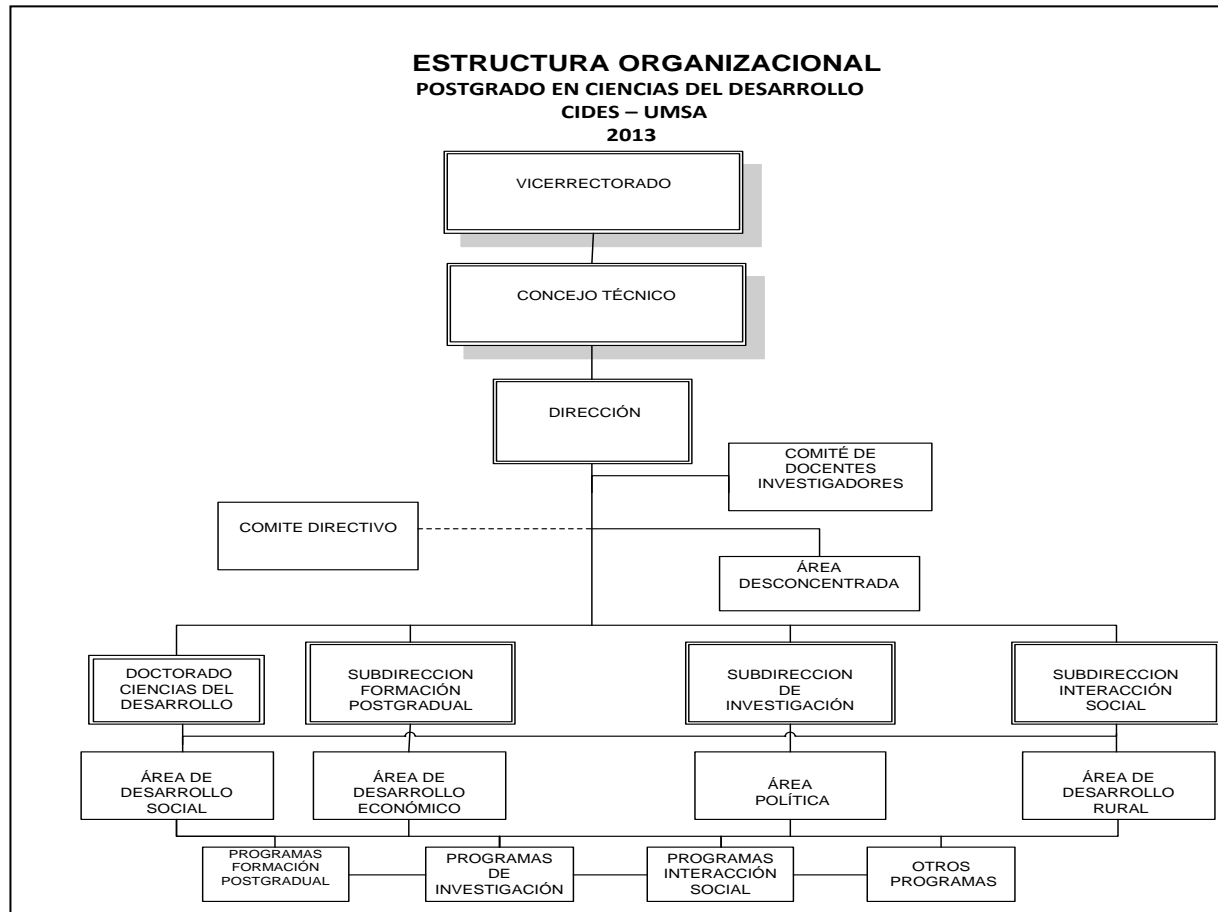 ESTRUCTURA ORGANIZACIONAL
POSTGRADO EN CIENCIAS DEL DESARROLLO
CIDES – UMSA
2013
VICERRECTORADO
CONCEJO TÉCNICO
DIRECCIÓN
COMITÉ DE
DOCENTES
INVESTIGADORES
COMITE DIRECTIVO
ÁREA
DESCONCENTRADA
DOCTORADO
CIENCIAS DEL
DESARROLLO
SUBDIRECCION
FORMACIÓN
POSTGRADUAL
SUBDIRECCION
DE
INVESTIGACIÓN
SUBDIRECCION
INTERACCIÓN
SOCIAL
ÁREA DE
DESARROLLO
SOCIAL
ÁREA DE
DESARROLLO
ECONÓMICO
ÁREA
POLÍTICA
ÁREA DE
DESARROLLO
RURAL
PROGRAMAS
FORMACIÓN
POSTGRADUAL
PROGRAMAS
DE
INVESTIGACIÓN
PROGRAMAS
INTERACCIÓN
SOCIAL
OTROS
PROGRAMAS